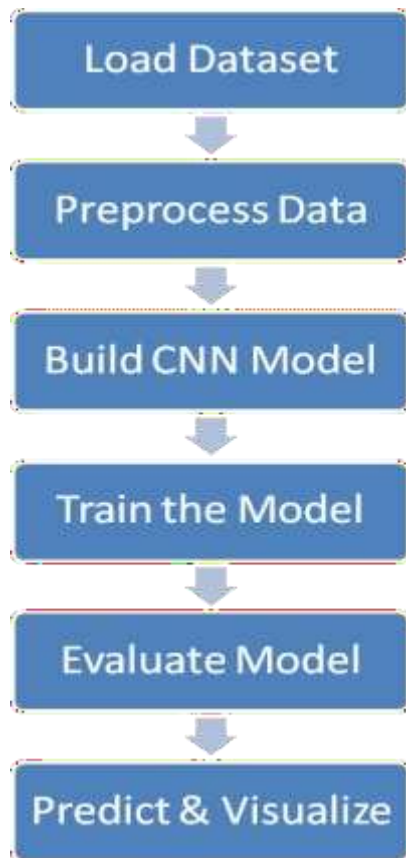 Load Dataset
Preprocess Data
Build CNN Model
Train the Model
Evaluate Model
Predict & Visualize